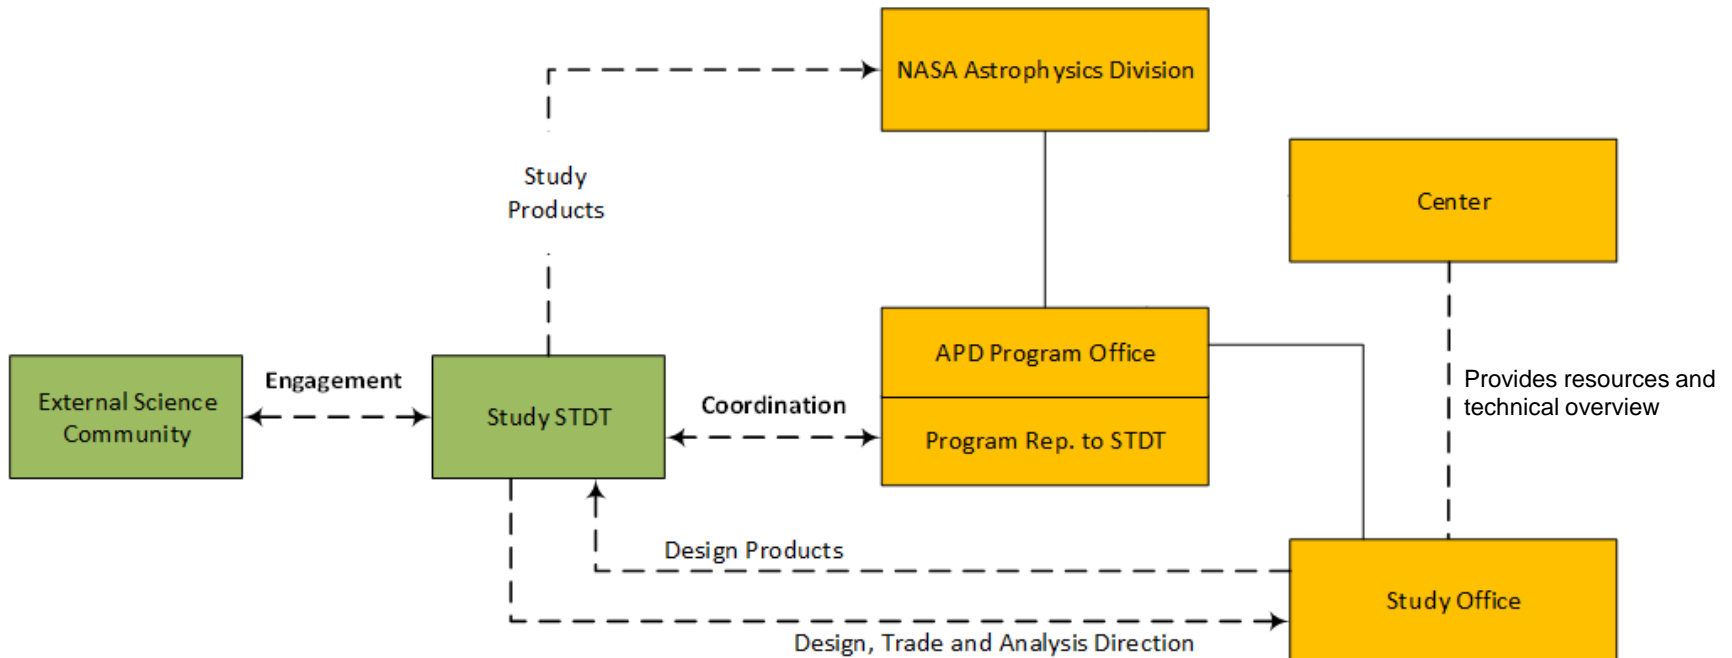 NASA Astrophysics Division
Study
Products
Center
APD Program Office
Program Rep. to STDT
External Science
Community
Engagement
Study STDT
Coordination
Provides resources and
technical overview
Design Products
Study Office
Design, Trade and Analysis Direction